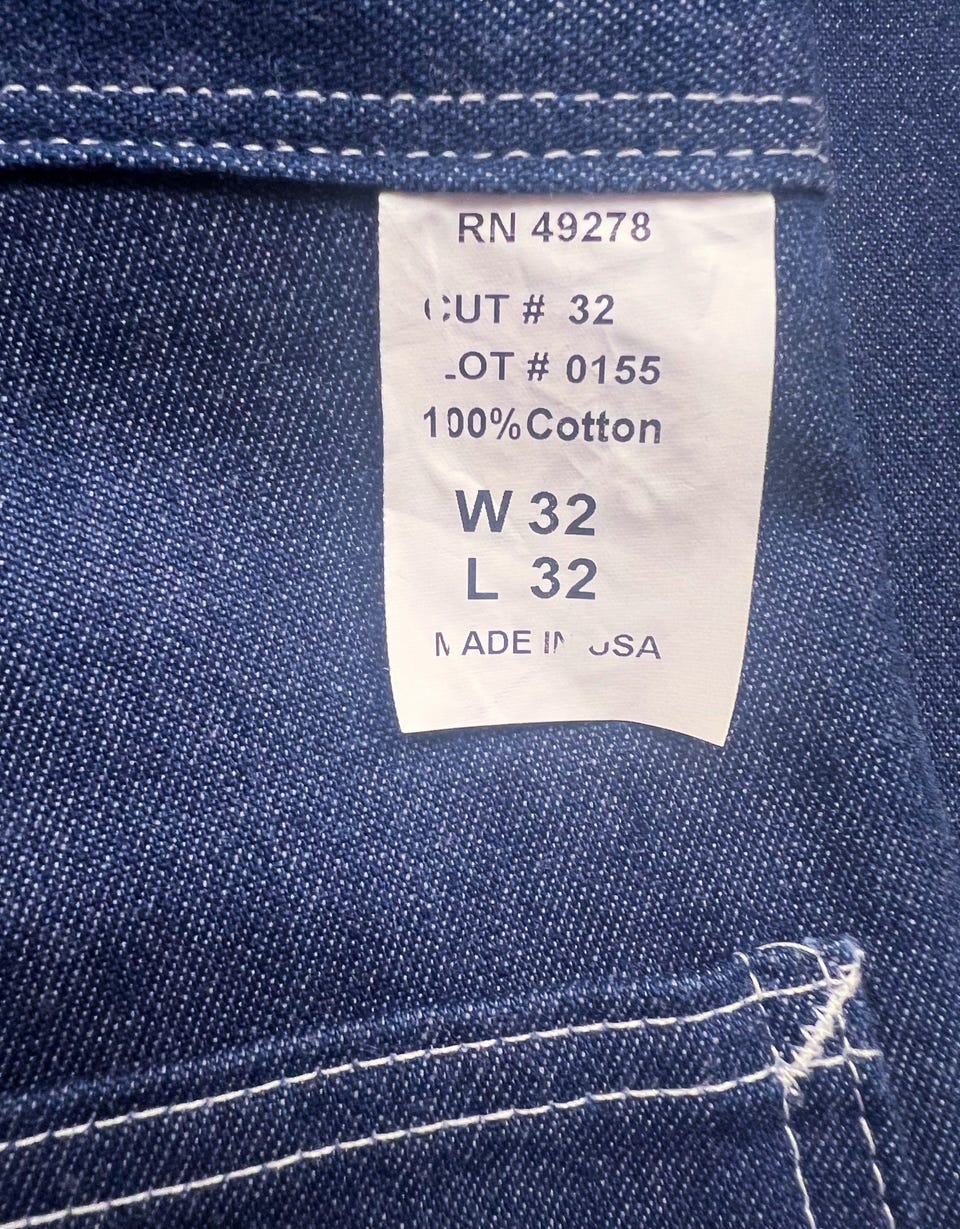 RN 49278
CUT # 32
LOT # 0155
100% Cotton
W 32
L 32
MADE IN USA